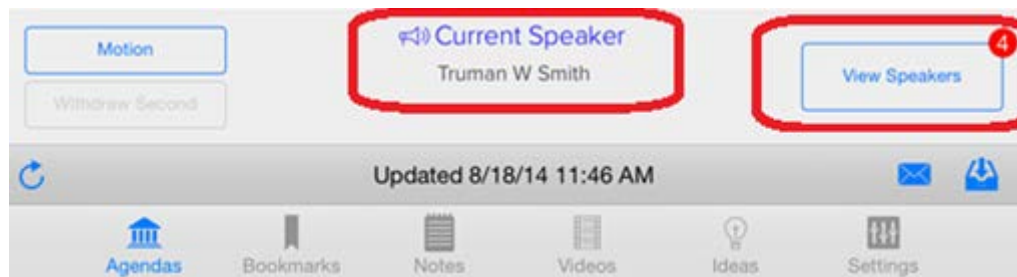 Motion
Withdraw Second
Current Speaker
Truman W Smith
View Speakers
4
Updated 8/18/14 11:46 AM
Agendas
Bookmarks
Notes
Videos
Ideas
Settings